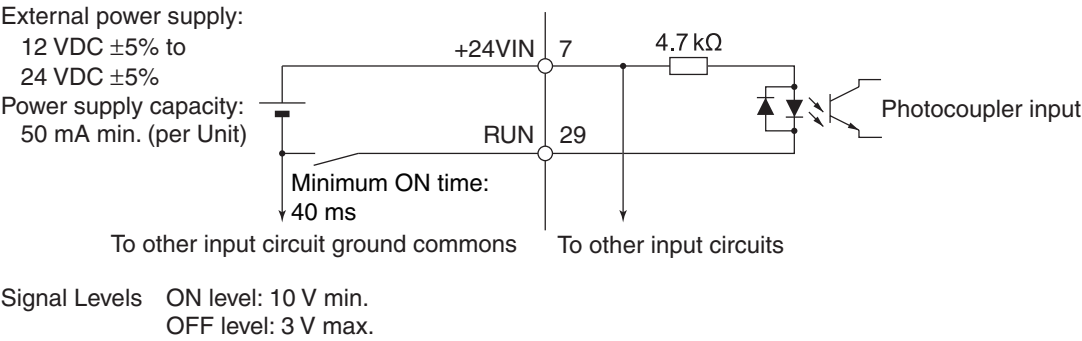 External power supply:
12 VDC ±5% to
24 VDC ±5%
Power supply capacity:
50 mA min. (per Unit)
+24VIN
7
4.7 kΩ
Photocoupler input
RUN
29
Minimum ON time:
40 ms
To other input circuit ground commons
To other input circuits
Signal Levels ON level: 10 V min.
OFF level: 3 V max.